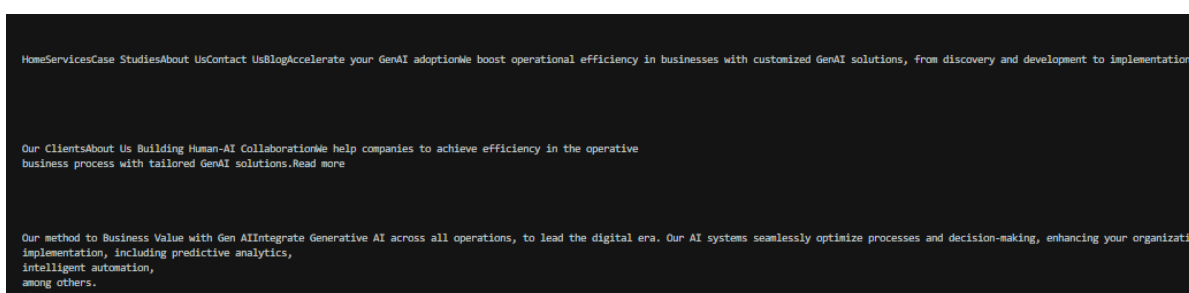 HomeServicesCase StudiesAbout UsContact UsBlogAccelerate your GenAI adoptionWe boost operational efficiency in businesses with customized GenAI solutions, from discovery and development to implementation
Our ClientsAbout Us Building Human-AI CollaborationWe help companies to achieve efficiency in the operative
business process with tailored GenAI solutions.Read more
Our method to Business Value with Gen AIIntegrate Generative AI across all operations, to lead the digital era. Our AI systems seamlessly optimize processes and decision-making, enhancing your organizati
implementation, including predictive analytics,
intelligent automation,
among others.